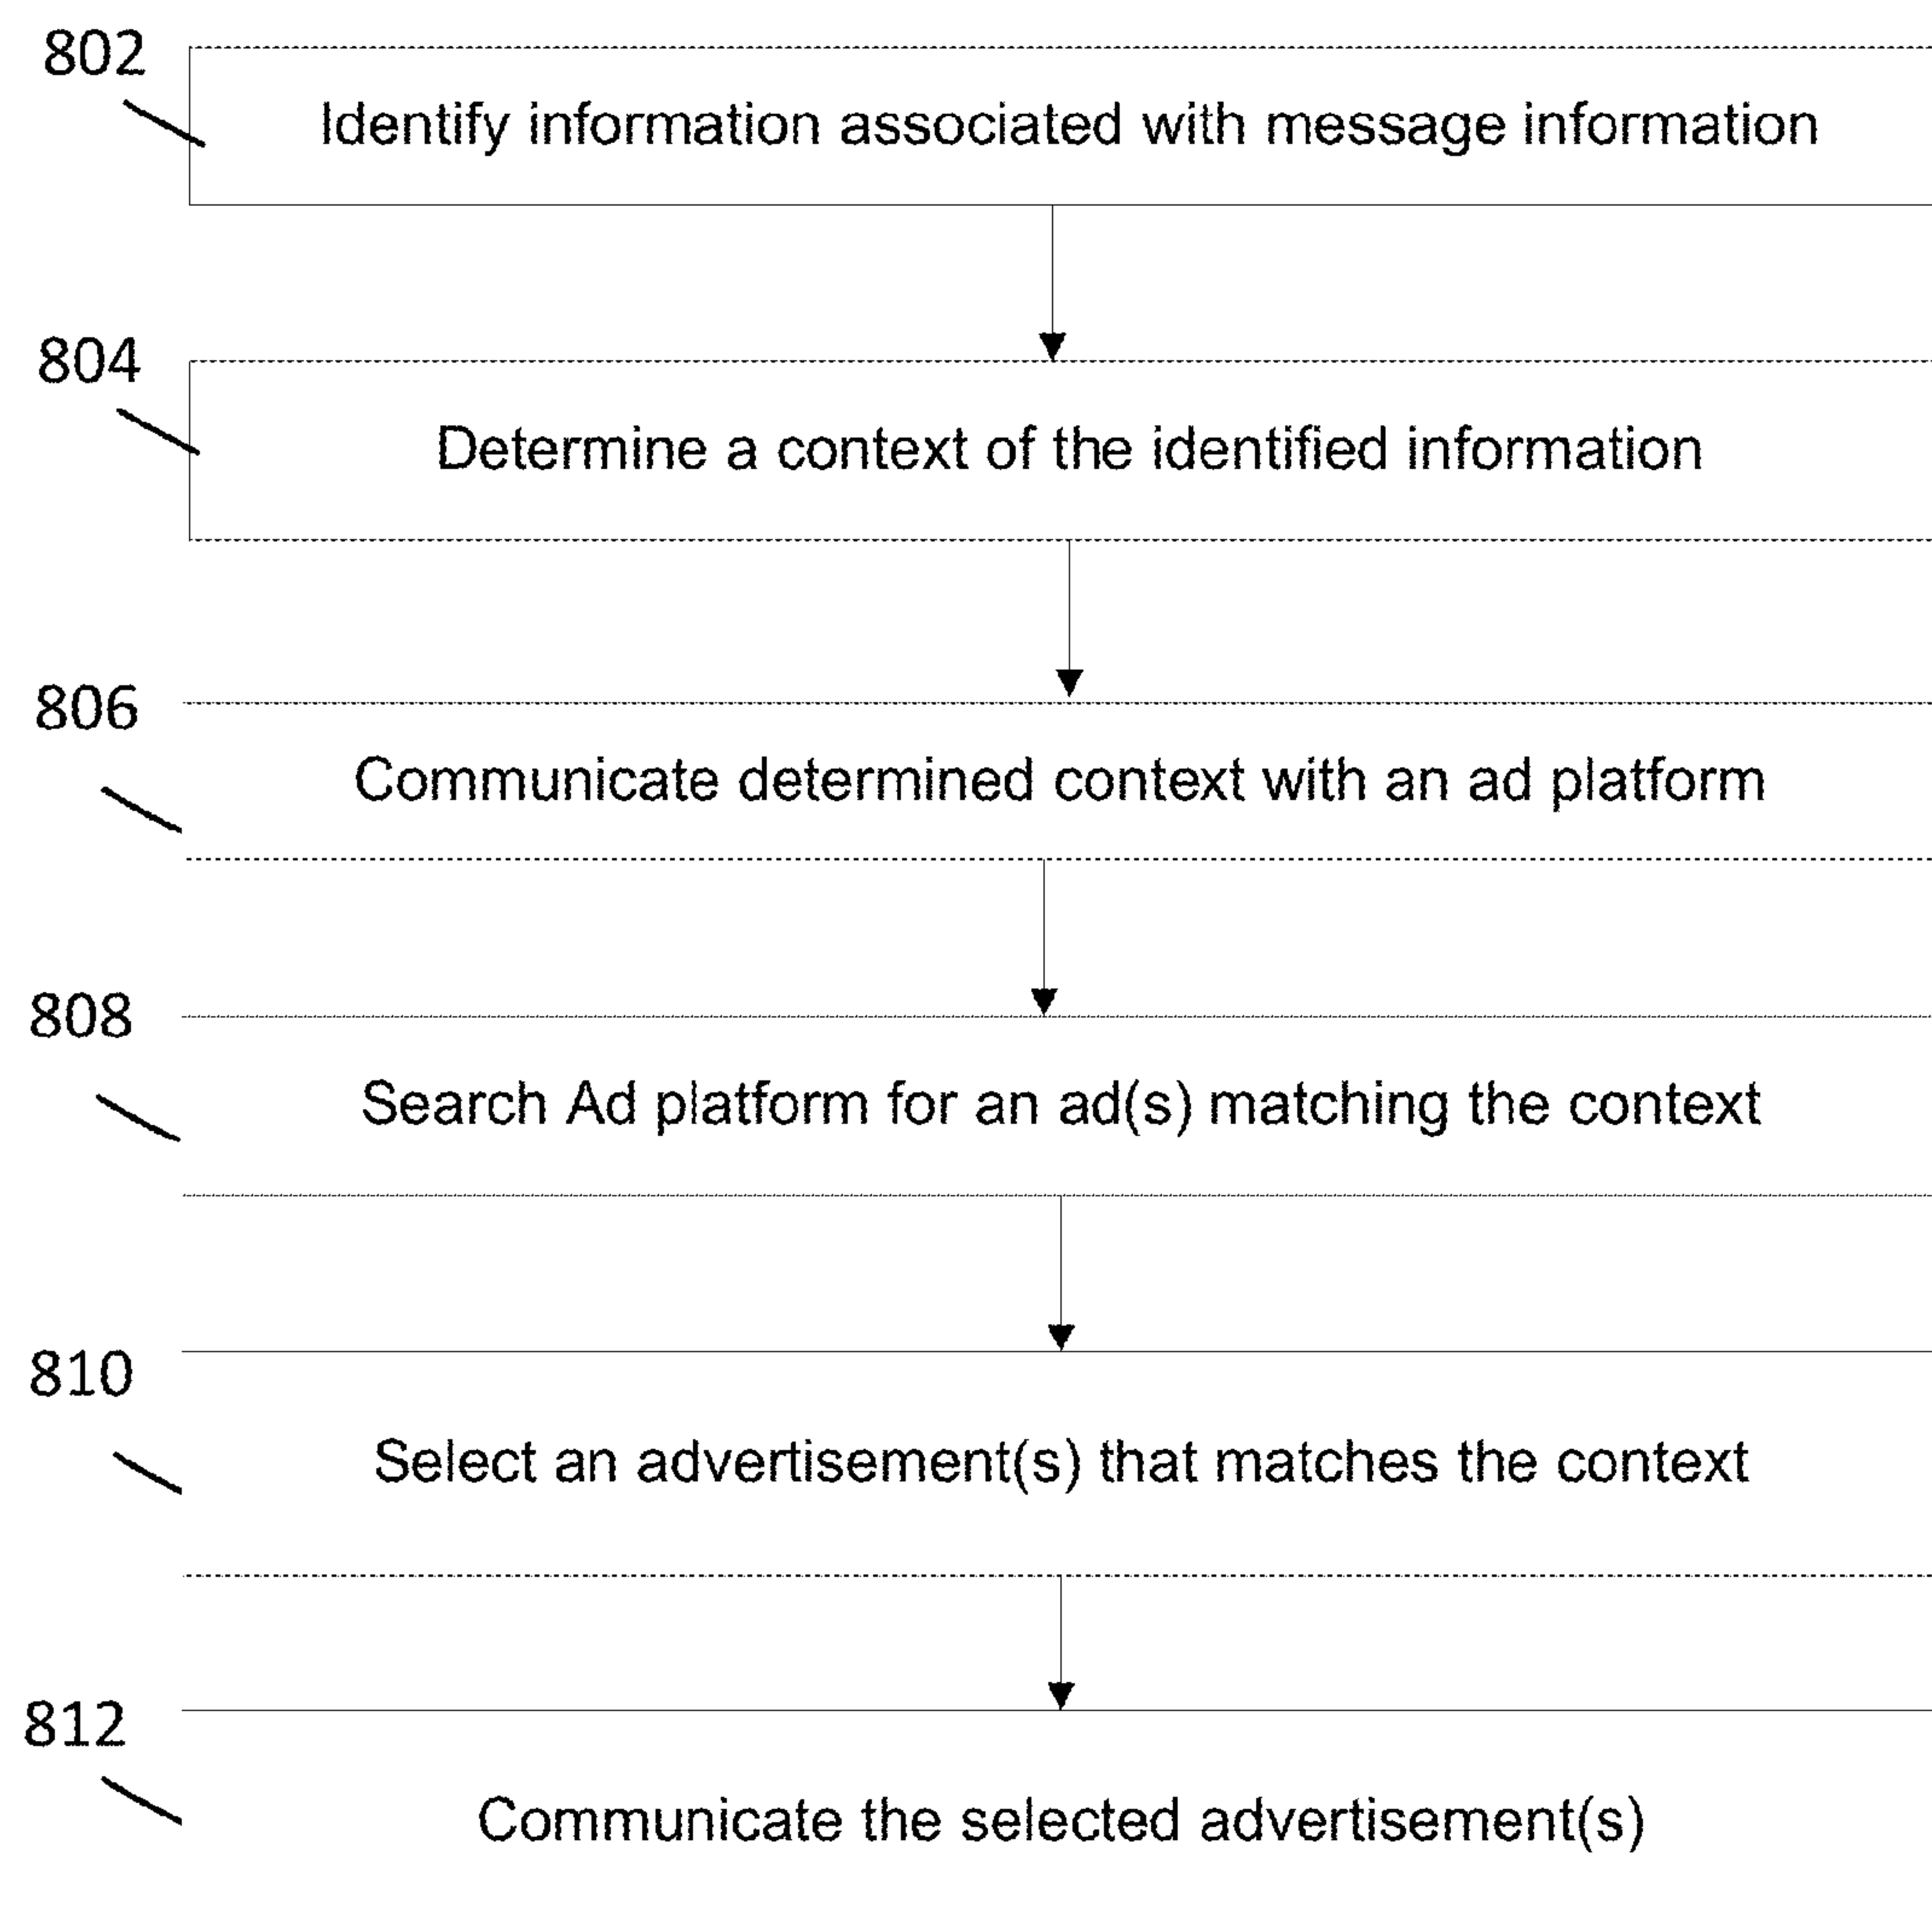 802
Identify information associated with message information
804
Determine a context of the identified information
806
Communicate determined context with an ad platform
808
Search Ad platform for an ad(s) matching the context
810
Select an advertisement(s) that matches the context
812
Communicate the selected advertisement(s)